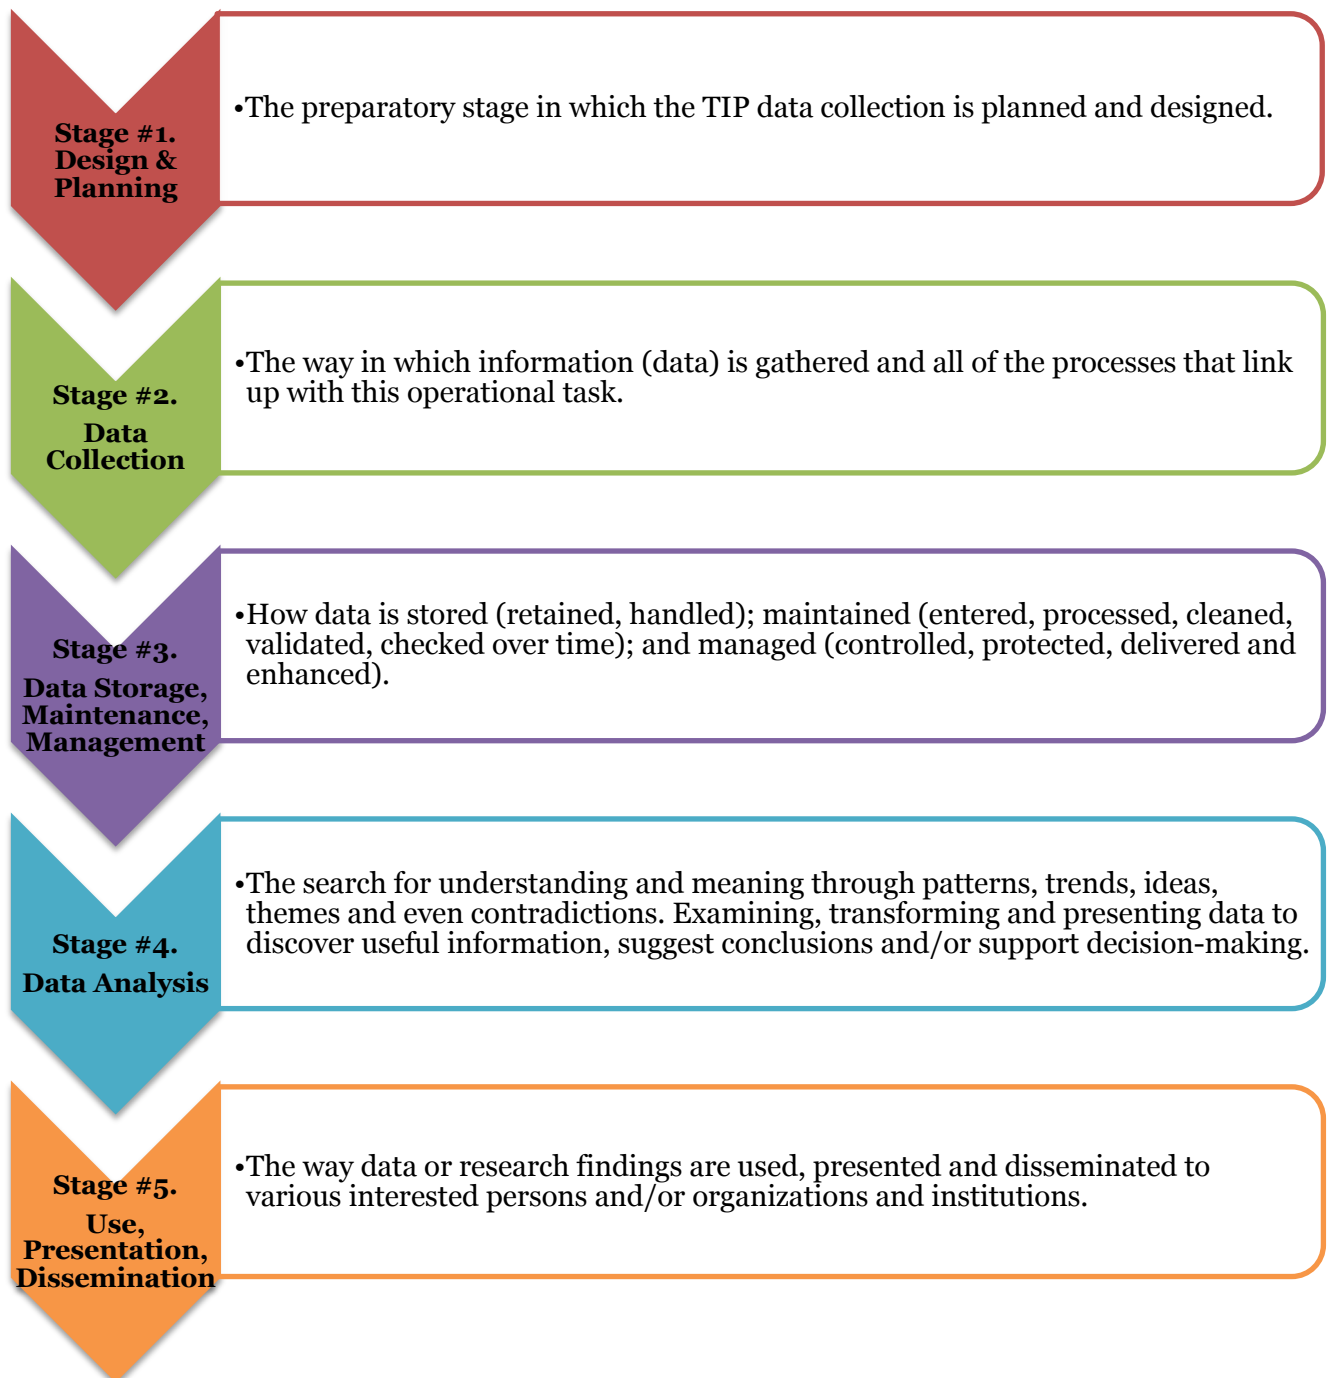 Stage #1.
Design &
Planning
•The preparatory stage in which the TIP data collection is planned and designed.
Stage #2.
Data
Collection
•The way in which information (data) is gathered and all of the processes that link
up with this operational task.
Stage #3.
Data Storage,
Maintenance,
Management
•How data is stored (retained, handled); maintained (entered, processed, cleaned,
validated, checked over time); and managed (controlled, protected, delivered and
enhanced).
Stage #4.
Data Analysis
•The search for understanding and meaning through patterns, trends, ideas,
themes and even contradictions. Examining, transforming and presenting data to
discover useful information, suggest conclusions and/or support decision-making.
Stage #5.
Use,
Presentation,
Dissemination
•The way data or research findings are used, presented and disseminated to
various interested persons and/or organizations and institutions.